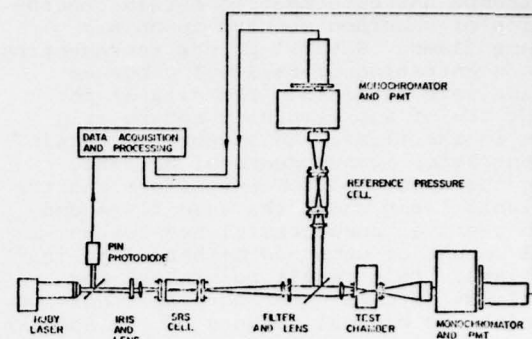 MONOCHROMATOR
AND PMT
DATA ACQUISITION
AND PROCESSING
REFERENCE PRESSURE
CELL
PIN
PHOTODIODE
RUBY
LASER
IRIS AND
LENS
SRS
CELL
FILTER
AND LENS
TEST
CHAMBER
MONOCHROMATOR
AND PMT